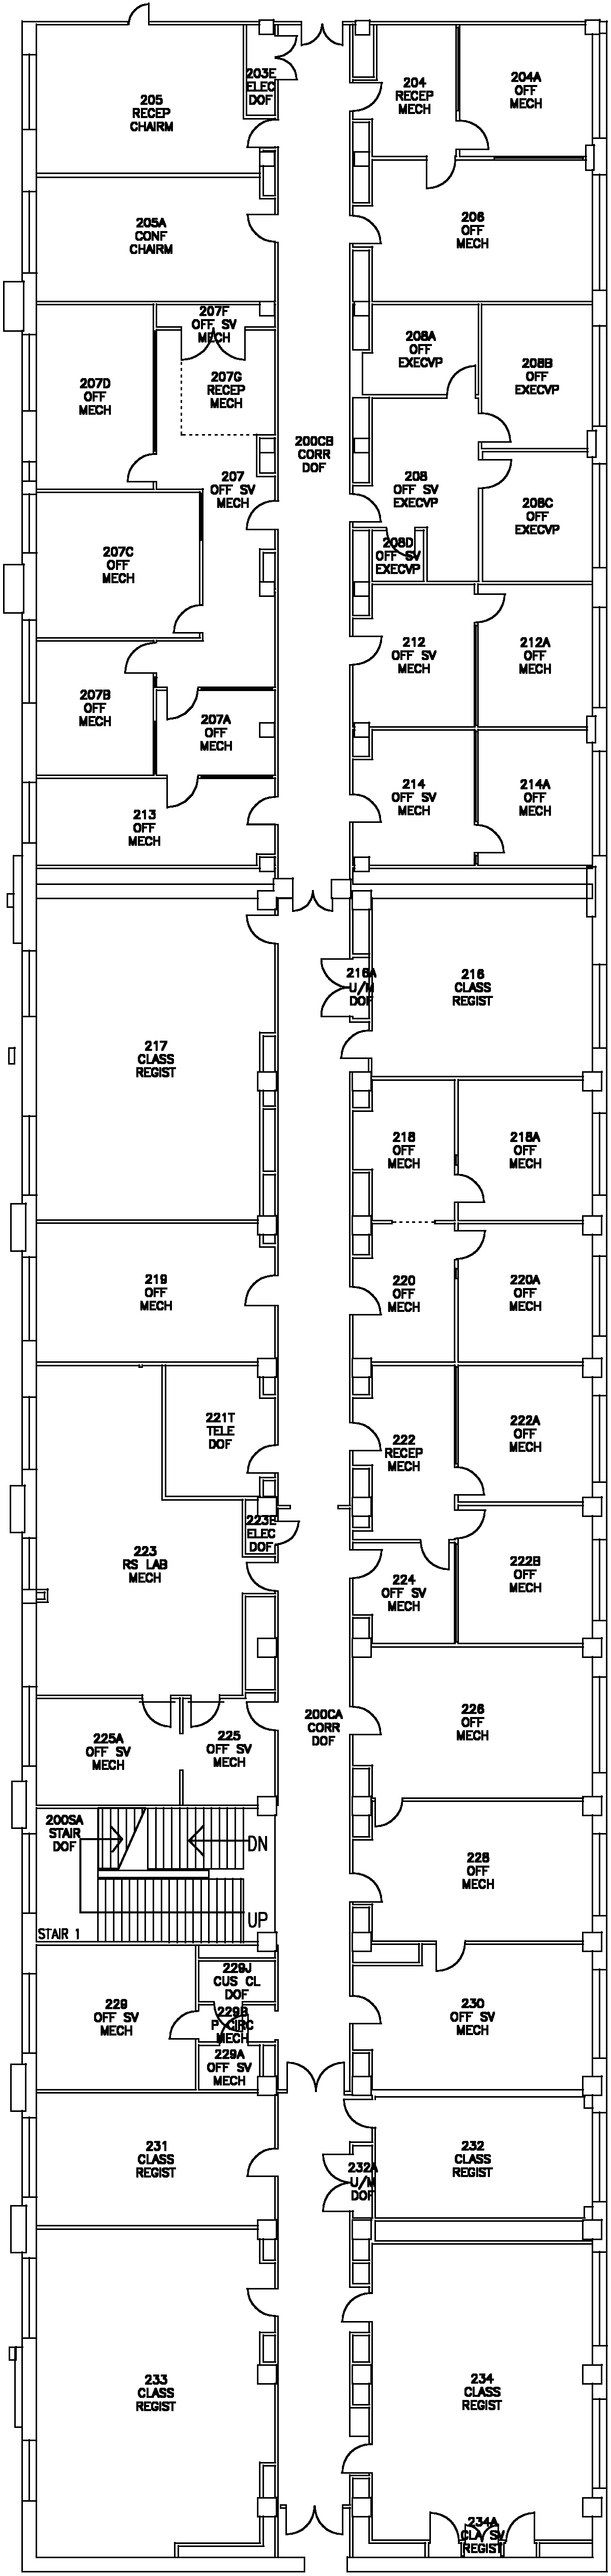 205
RECEP
CHAIRM
203E
ELEC
DOF
204
RECEP
MECH
204A
OFF
MECH
205A
CONF
CHAIRM
206
OFF
MECH
207F
OFF SV
MECH
207G
RECEP
MECH
207D
OFF
MECH
208A
OFF
EXECVP
208B
OFF
EXECVP
200CB
CORR
DOF
207
OFF SV
MECH
208
OFF SV
EXECVP
208C
OFF
EXECVP
207C
OFF
MECH
208D
OFF SV
EXECVP
212
OFF SV
MECH
212A
OFF
MECH
207B
OFF
MECH
207A
OFF
MECH
214
OFF SV
MECH
214A
OFF
MECH
213
OFF
MECH
216A
U/M
DOF
216
CLASS
REGIST
217
CLASS
REGIST
218
OFF
MECH
218A
OFF
MECH
219
OFF
MECH
220
OFF
MECH
220A
OFF
MECH
221T
TELE
DOF
222
RECEP
MECH
222A
OFF
MECH
223E
ELEC
DOF
223
RS LAB
MECH
224
OFF SV
MECH
222B
OFF
MECH
225A
OFF SV
MECH
225
OFF SV
MECH
200CA
CORR
DOF
226
OFF
MECH
200SA
STAIR
DOF
DN
UP
STAIR 1
228
OFF
MECH
229J
CUS CL
DOF
229
OFF SV
MECH
229B
P CIRC
MECH
229A
OFF SV
MECH
230
OFF SV
MECH
231
CLASS
REGIST
232A
U/M
DOF
232
CLASS
REGIST
233
CLASS
REGIST
234
CLASS
REGIST
234A
CLA SV
REGIST